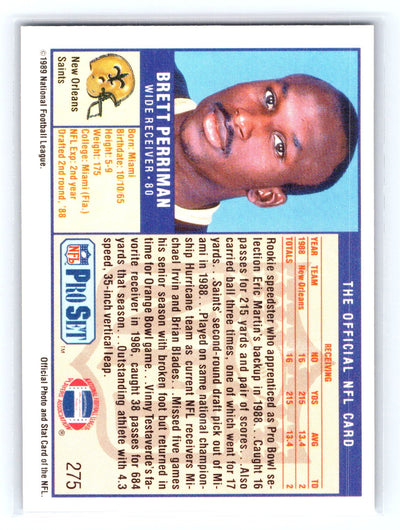 THE OFFICIAL NFL CARD
BRETT PERRIMAN
WIDE RECEIVER • 80
New Orleans
Saints
Born: Miami
Birthdate: 10 10 65
Height: 5-9
Weight: 175
College: Miami (Fla.)
NFL Exp: 2nd year
Drafted 2nd round, '88
© 1989 National Football League.
RECEIVING
YEAR TEAM NO YDS AVG TD
1988 New Orleans 16 215 13.4 2
TOTALS 16 215 13.4 2
Rookie speedster who apprenticed as Pro Bowl se-
lection Eric Martin's backup in 1988. . Caught 16
passes for 215 yards and pair of scores. . .Also
carried ball three times, one of which went for 17
yards. . .Saints' second-round draft pick out of Mi-
ami in 1988. . .Played on same national champion-
ship Hurricane team as current NFL receivers Mi-
chael Irvin and Brian Blades. . .Missed five games
his senior season with broken foot but returned in
time for Orange Bowl game. . .Vinny Testaverde's fa-
vorite receiver in 1986, caught 38 passes for 684
yards that season. . .Outstanding athlete with 4.3
speed, 35-inch vertical leap.
NFL
PRO SET
TM
®
Official Photo and Stat Card of the NFL.
275